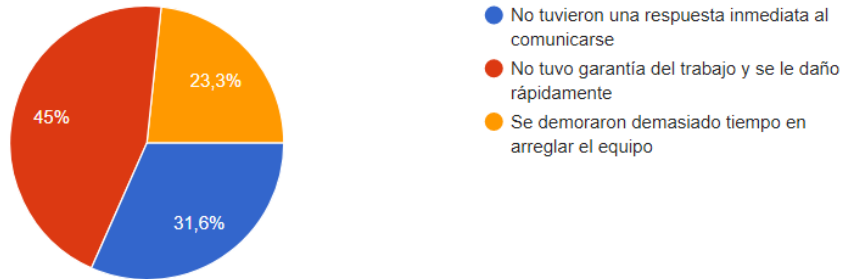 23,3%
45%
31,6%
No tuvieron una respuesta inmediata al
comunicarse
No tuvo garantía del trabajo y se le daño
rápidamente
Se demoraron demasiado tiempo en
arreglar el equipo